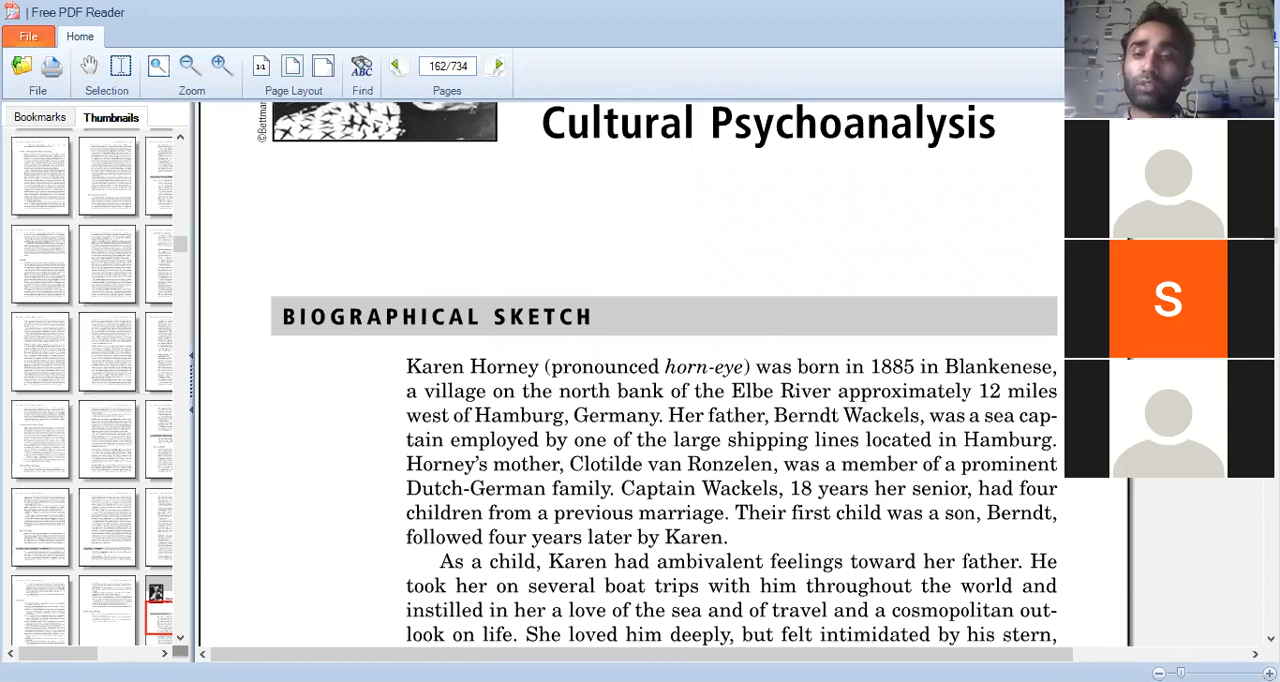 | Free PDF Reader
File
Home
1:1
ABC
162/734
File
Selection
Zoom
Page Layout
Find
Pages
Bookmarks
Thumbnails
Cultural Psychoanalysis
BIOGRAPHICAL SKETCH
Karen Horney (pronounced horn-eye) was born in 1885 in Blankenese,
a village on the north bank of the Elbe River approximately 12 miles
west of Hamburg, Germany. Her father, Berndt Wackels, was a sea cap-
tain employed by one of the large shipping lines located in Hamburg.
Horney's mother, Clotilde van Ronzelen, was a member of a prominent
Dutch-German family. Captain Wackels, 18 years her senior, had four
children from a previous marriage. Their first child was a son, Berndt,
followed four years later by Karen.
As a child, Karen had ambivalent feelings toward her father. He
took her on several boat trips with him throughout the world and
instilled in her a love of the sea and of travel and a cosmopolitan out-
look on life. She loved him deeply, but felt intimidated by his stern,
S